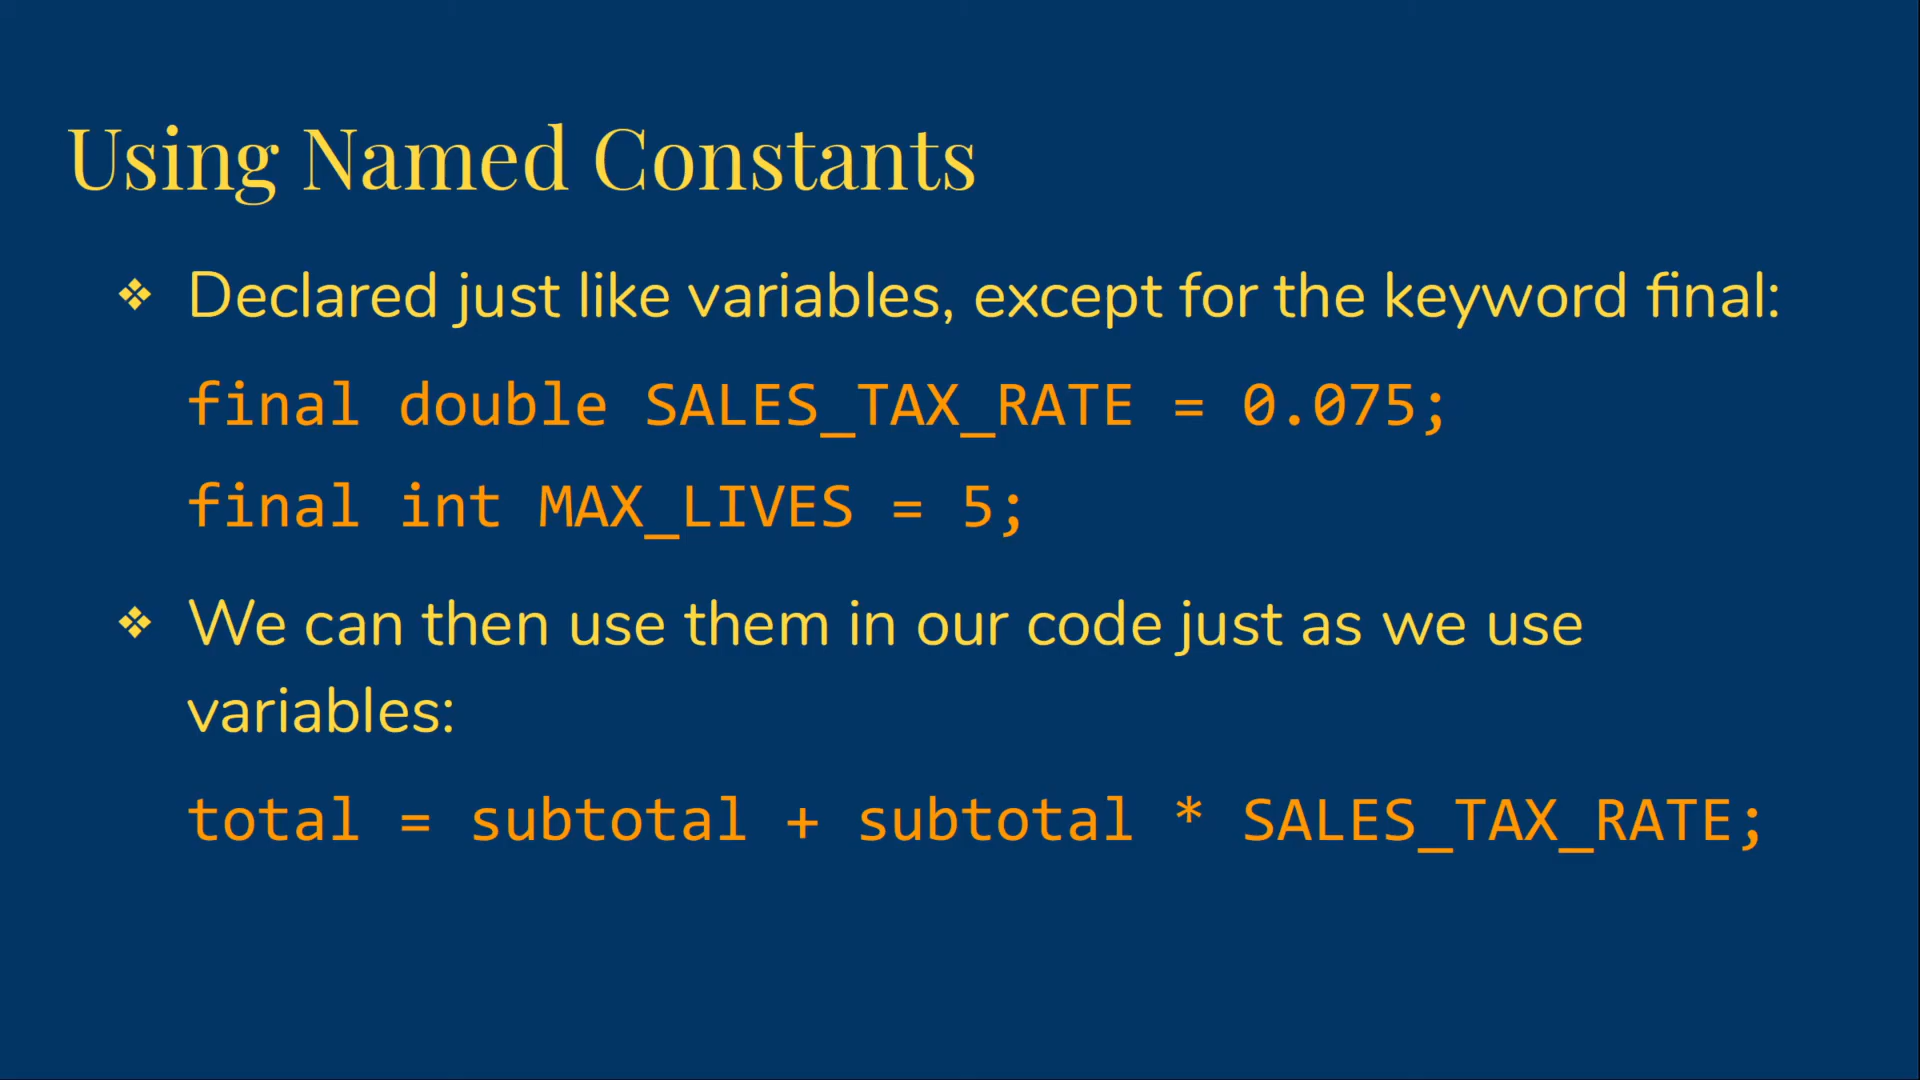 Using Named Constants
❖ Declared just like variables, except for the keyword final:
final double SALES_TAX_RATE = 0.075;
final int MAX_LIVES = 5;
❖ We can then use them in our code just as we use
variables:
total = subtotal + subtotal * SALES_TAX_RATE;